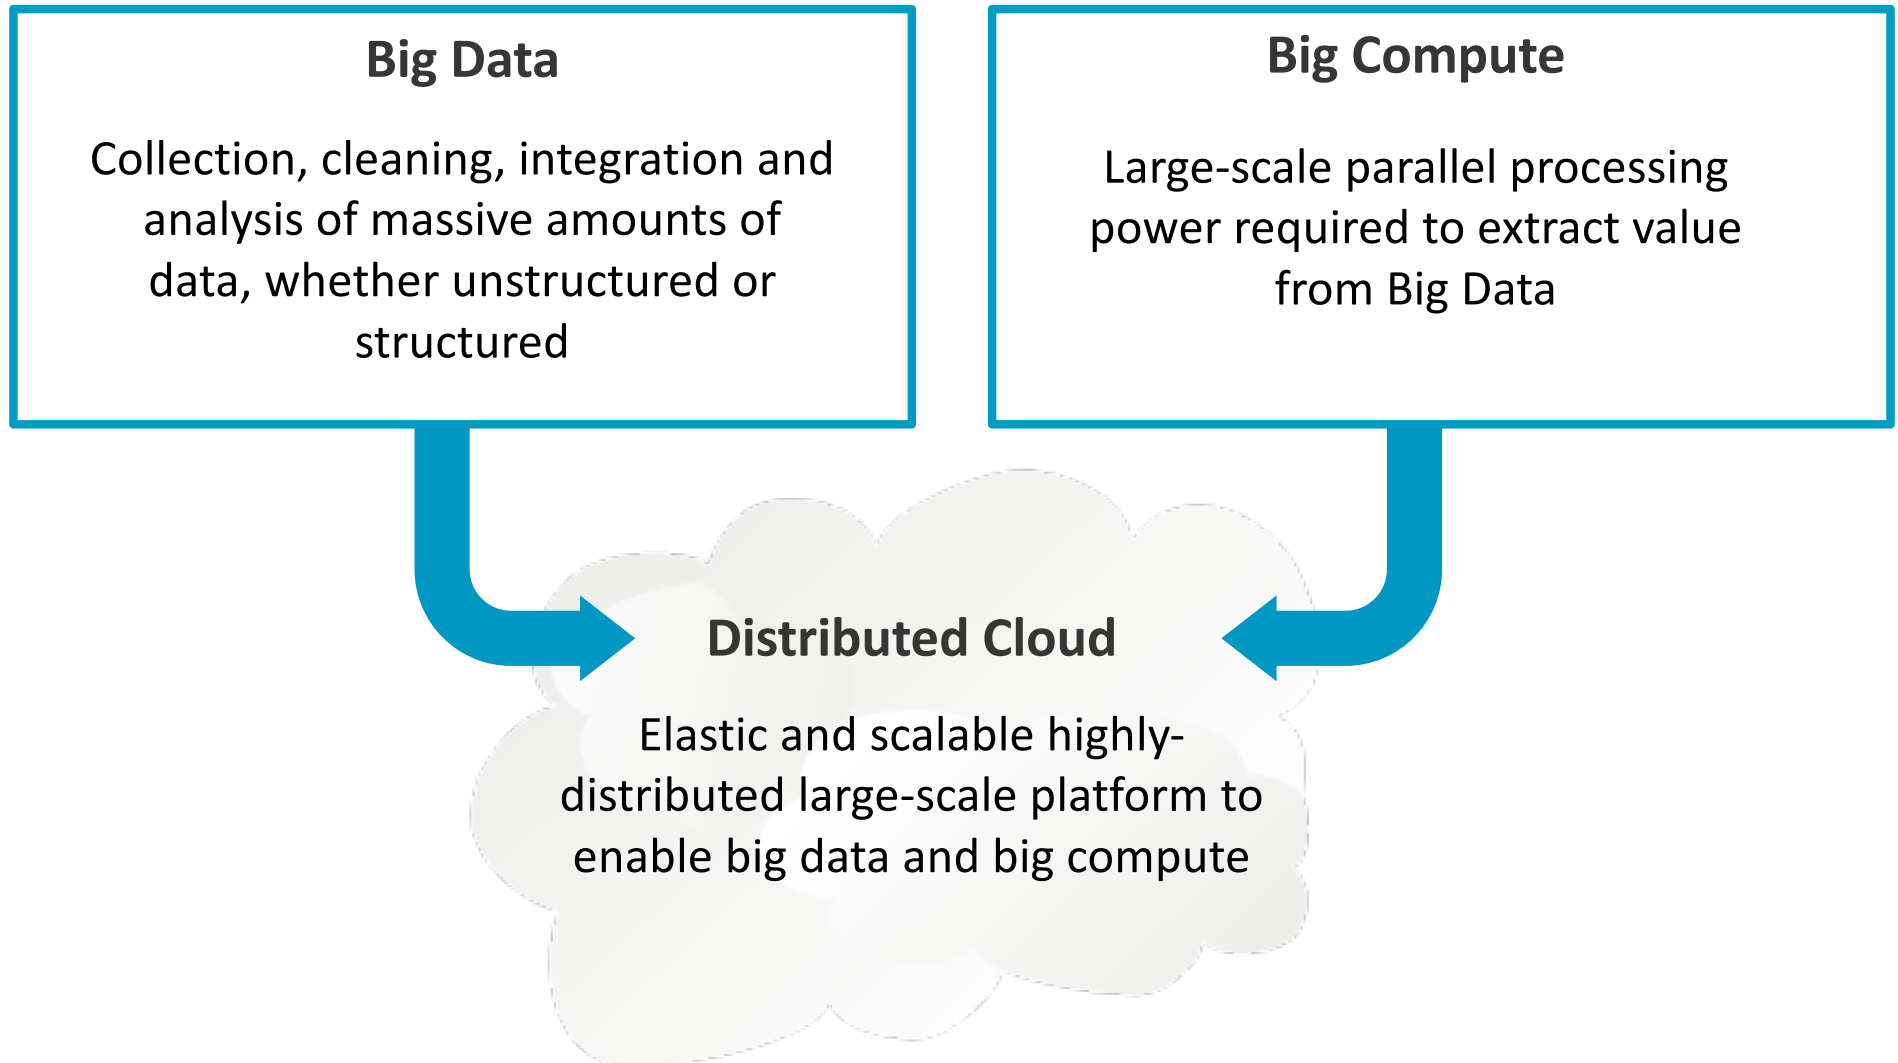 Big Data
Collection, cleaning, integration and
analysis of massive amounts of
data, whether unstructured or
structured
Big Compute
Large-scale parallel processing
power required to extract value
from Big Data
Distributed Cloud
Elastic and scalable highly-
distributed large-scale platform to
enable big data and big compute